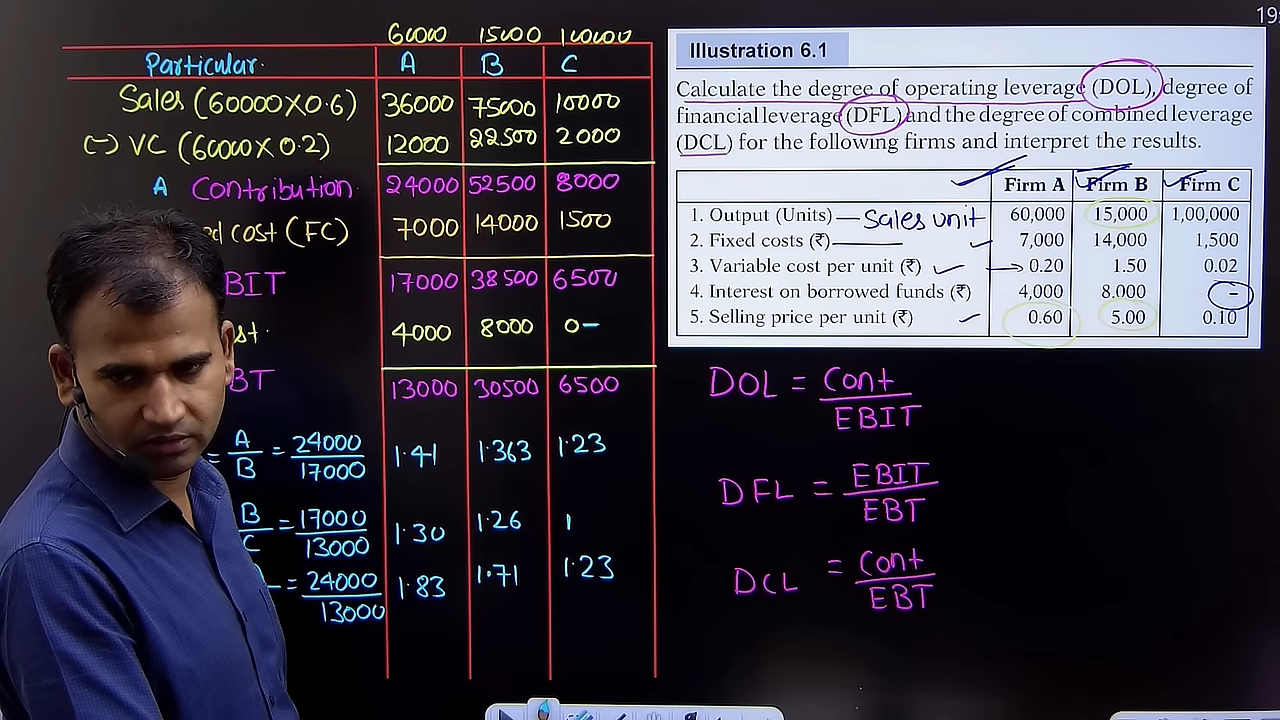 19
60000 15000 100000
Particular. A B C
Sales (60000×0.6) 36000 75000 10000
(-) VC (60000×0.2) 12000 22500 2000
A Contribution 24000 52500 8000
ed cost (FC) 7000 14000 1500
BIT 17000 38500 6500
st 4000 8000 0-
BT 13000 30500 6500
= A/B = 24000/17000 1.41 1.363 1.23
B/C = 17000/13000 1.30 1.26 1
= 24000/13000 1.83 1.71 1.23
Illustration 6.1
Calculate the degree of operating leverage (DOL), degree of
financial leverage (DFL) and the degree of combined leverage
(DCL) for the following firms and interpret the results.
Firm A Firm B Firm C
1. Output (Units) — Sales unit 60,000 15,000 1,00,000
2. Fixed costs (₹) 7,000 14,000 1,500
3. Variable cost per unit (₹) 0.20 1.50 0.02
4. Interest on borrowed funds (₹) 4,000 8.000 -
5. Selling price per unit (₹) 0.60 5.00 0.10
DOL = Cont/EBIT
DFL = EBIT/EBT
DCL = Cont/EBT